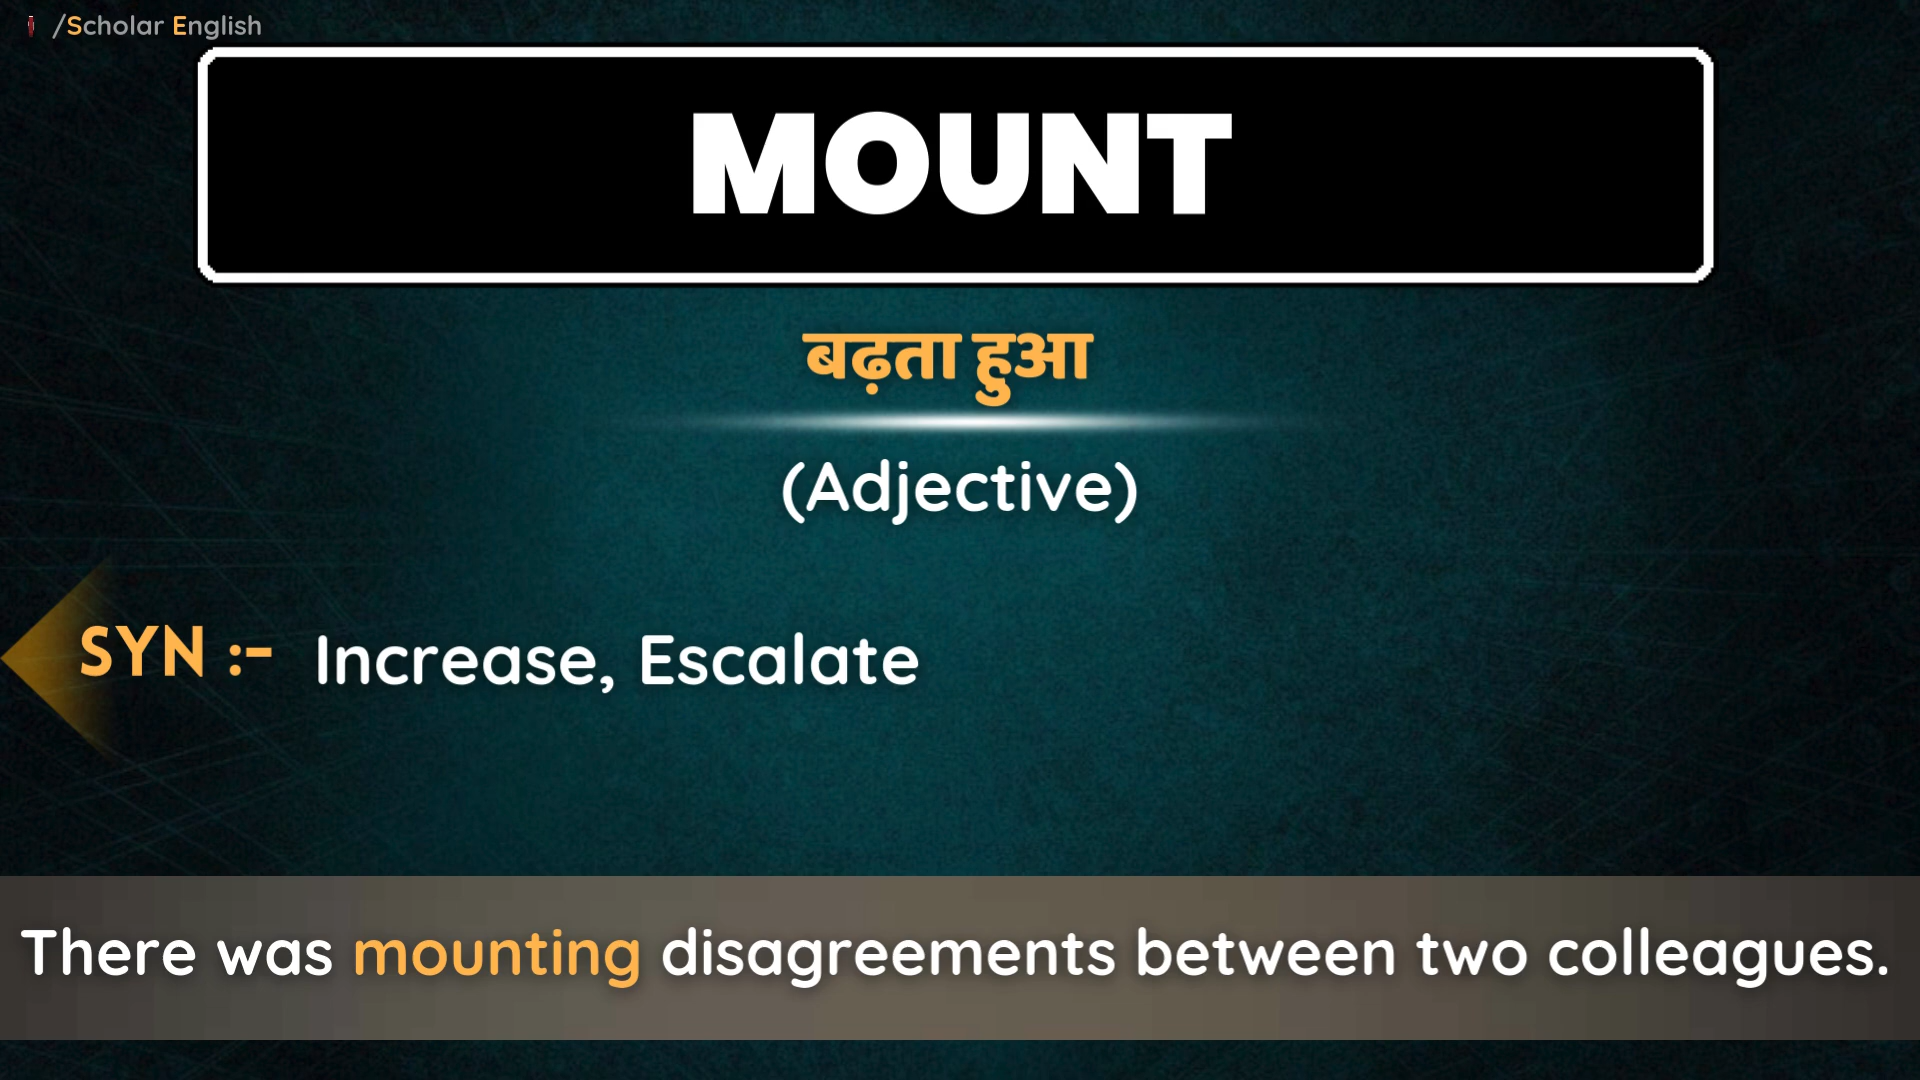 /Scholar English
MOUNT
बढ़ता हुआ
(Adjective)
SYN :- Increase, Escalate
There was mounting disagreements between two colleagues.